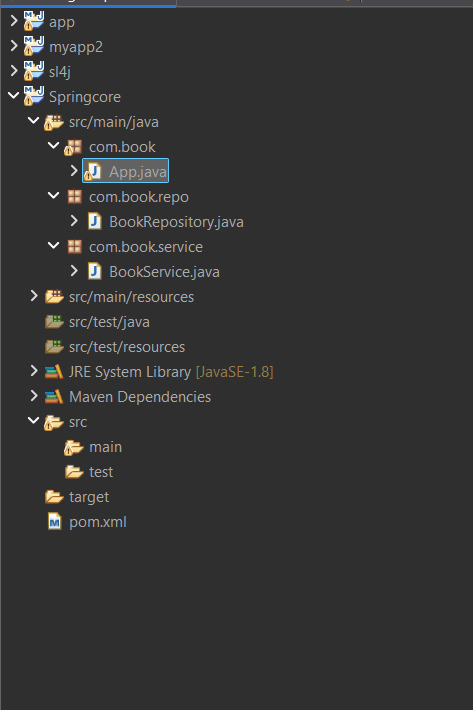 app
myapp2
sl4j
Springcore
src/main/java
com.book
App.java
com.book.repo
BookRepository.java
com.book.service
BookService.java
src/main/resources
src/test/java
src/test/resources
JRE System Library [JavaSE-1.8]
Maven Dependencies
src
main
test
target
pom.xml